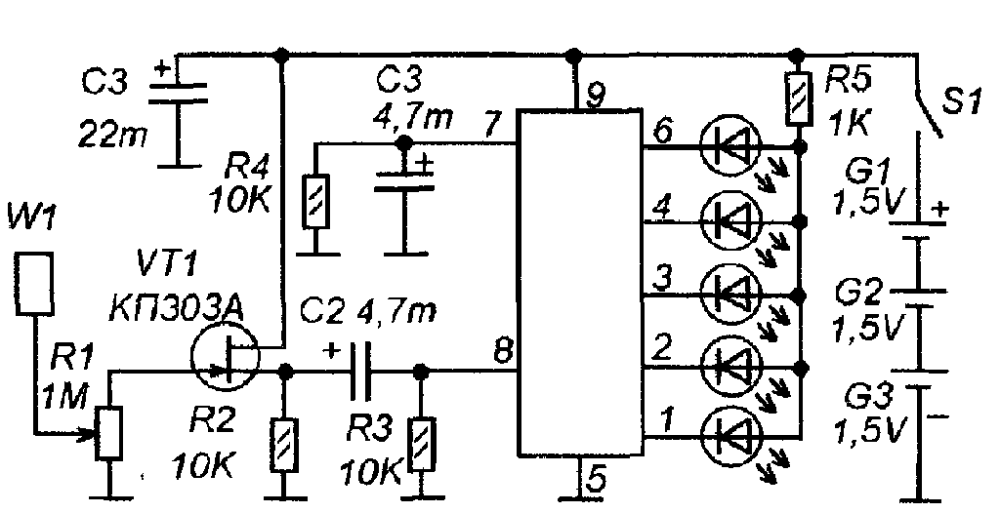 C3
+
22m
C3
4,7m
+
R4
10K
W1
VT1
КП303А
R1
1M
R2
10K
C2 4,7m
+
R3
10K
7
8
9
5
6
4
3
2
1
R5
1K
S1
G1
1,5V
+
G2
1,5V
G3
1,5V
–